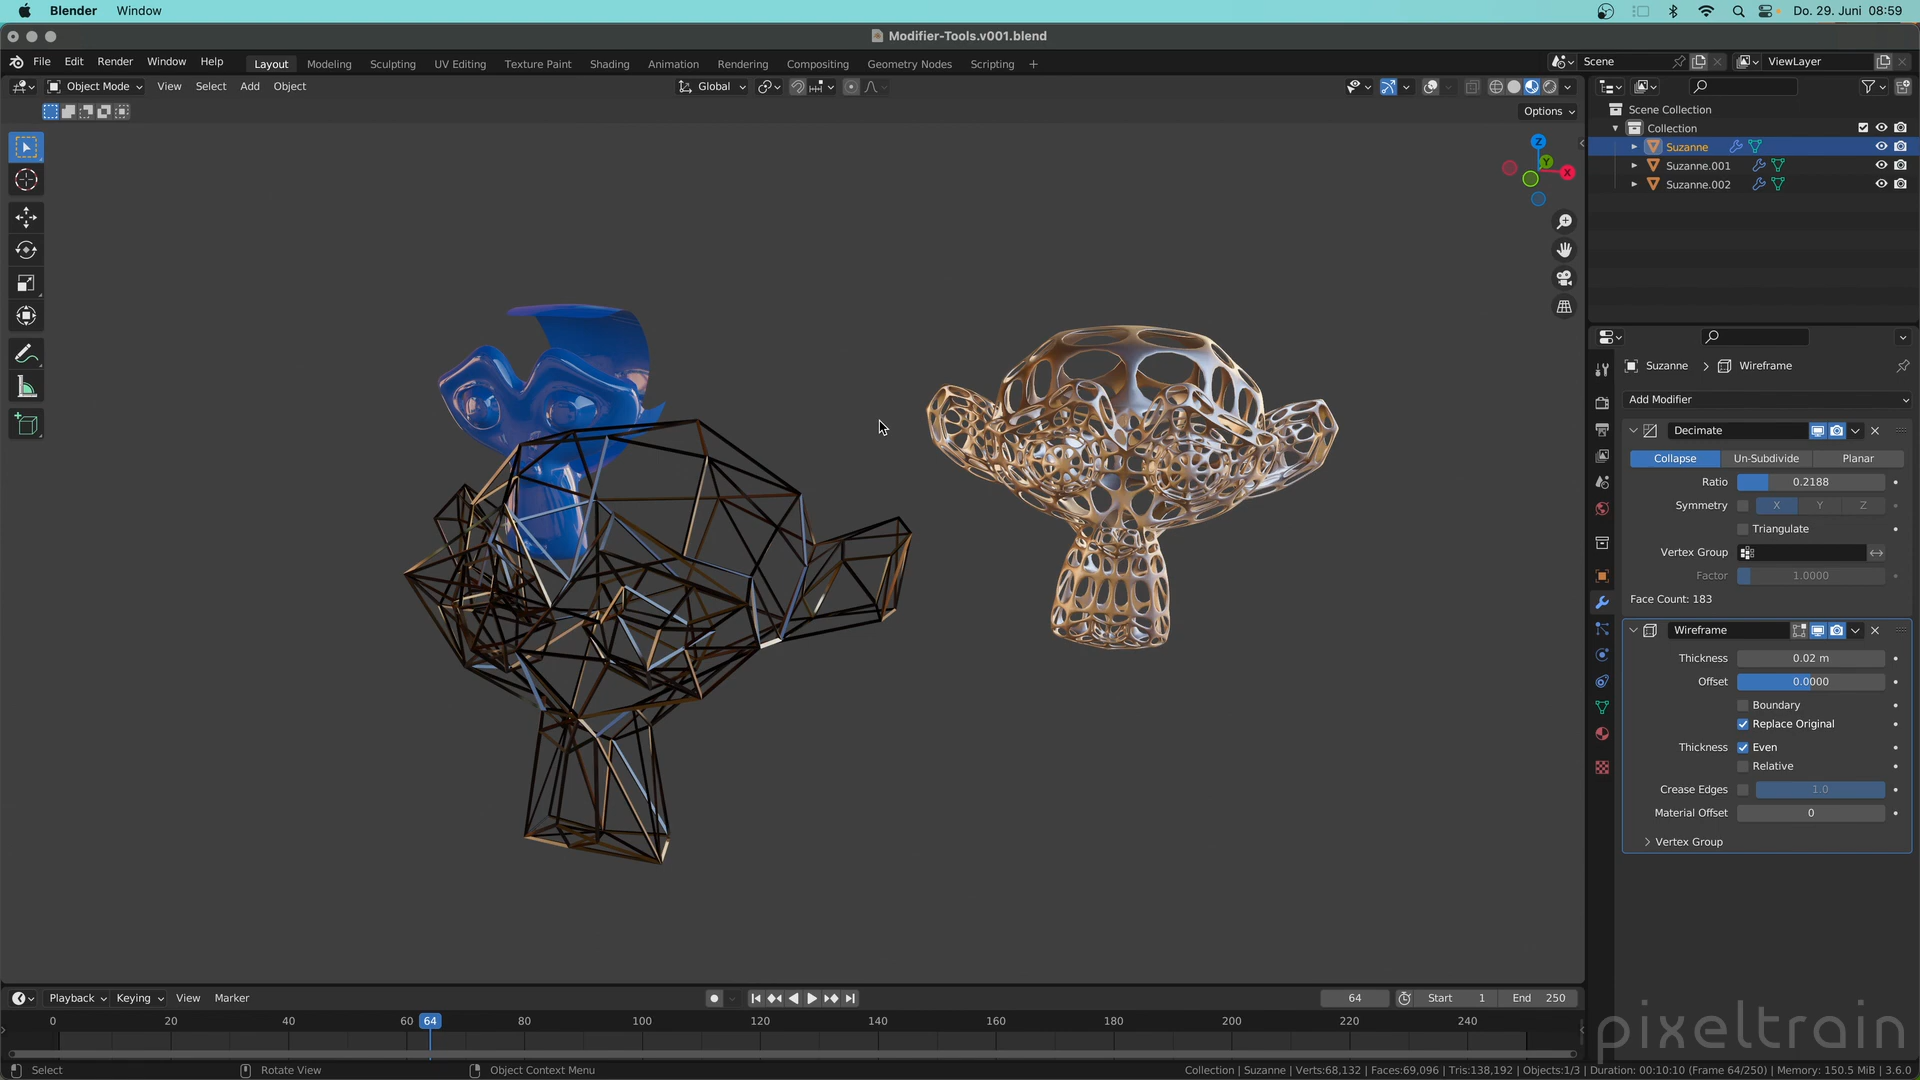 Blender Window
Do. 29. Juni 08:59
Modifier-Tools.v001.blend
File Edit Render Window Help
Layout Modeling Sculpting UV Editing Texture Paint Shading Animation Rendering Compositing Geometry Nodes Scripting +
Scene
ViewLayer
Object Mode View Select Add Object
Global
Options
Z
Y
X
Scene Collection
Collection
Suzanne
Suzanne.001
Suzanne.002
Suzanne > Wireframe
Add Modifier
Decimate
Collapse Un-Subdivide Planar
Ratio 0.2188
Symmetry X Y Z
Triangulate
Vertex Group
Factor 1.0000
Face Count: 183
Wireframe
Thickness 0.02 m
Offset 0.0000
Boundary
Replace Original
Thickness Even
Relative
Crease Edges 1.0
Material Offset 0
Vertex Group
Playback Keying View Marker
64
Start 1
End 250
0 20 40 60 64 80 100 120 140 160 180 200 220 240
pixeltrain
Select
Rotate View
Object Context Menu
Collection | Suzanne | Verts:68,132 | Faces:69,096 | Tris:138,192 | Objects:1/3 | Duration: 00:10:10 (Frame 64/250) | Memory: 150.5 MiB | 3.6.0